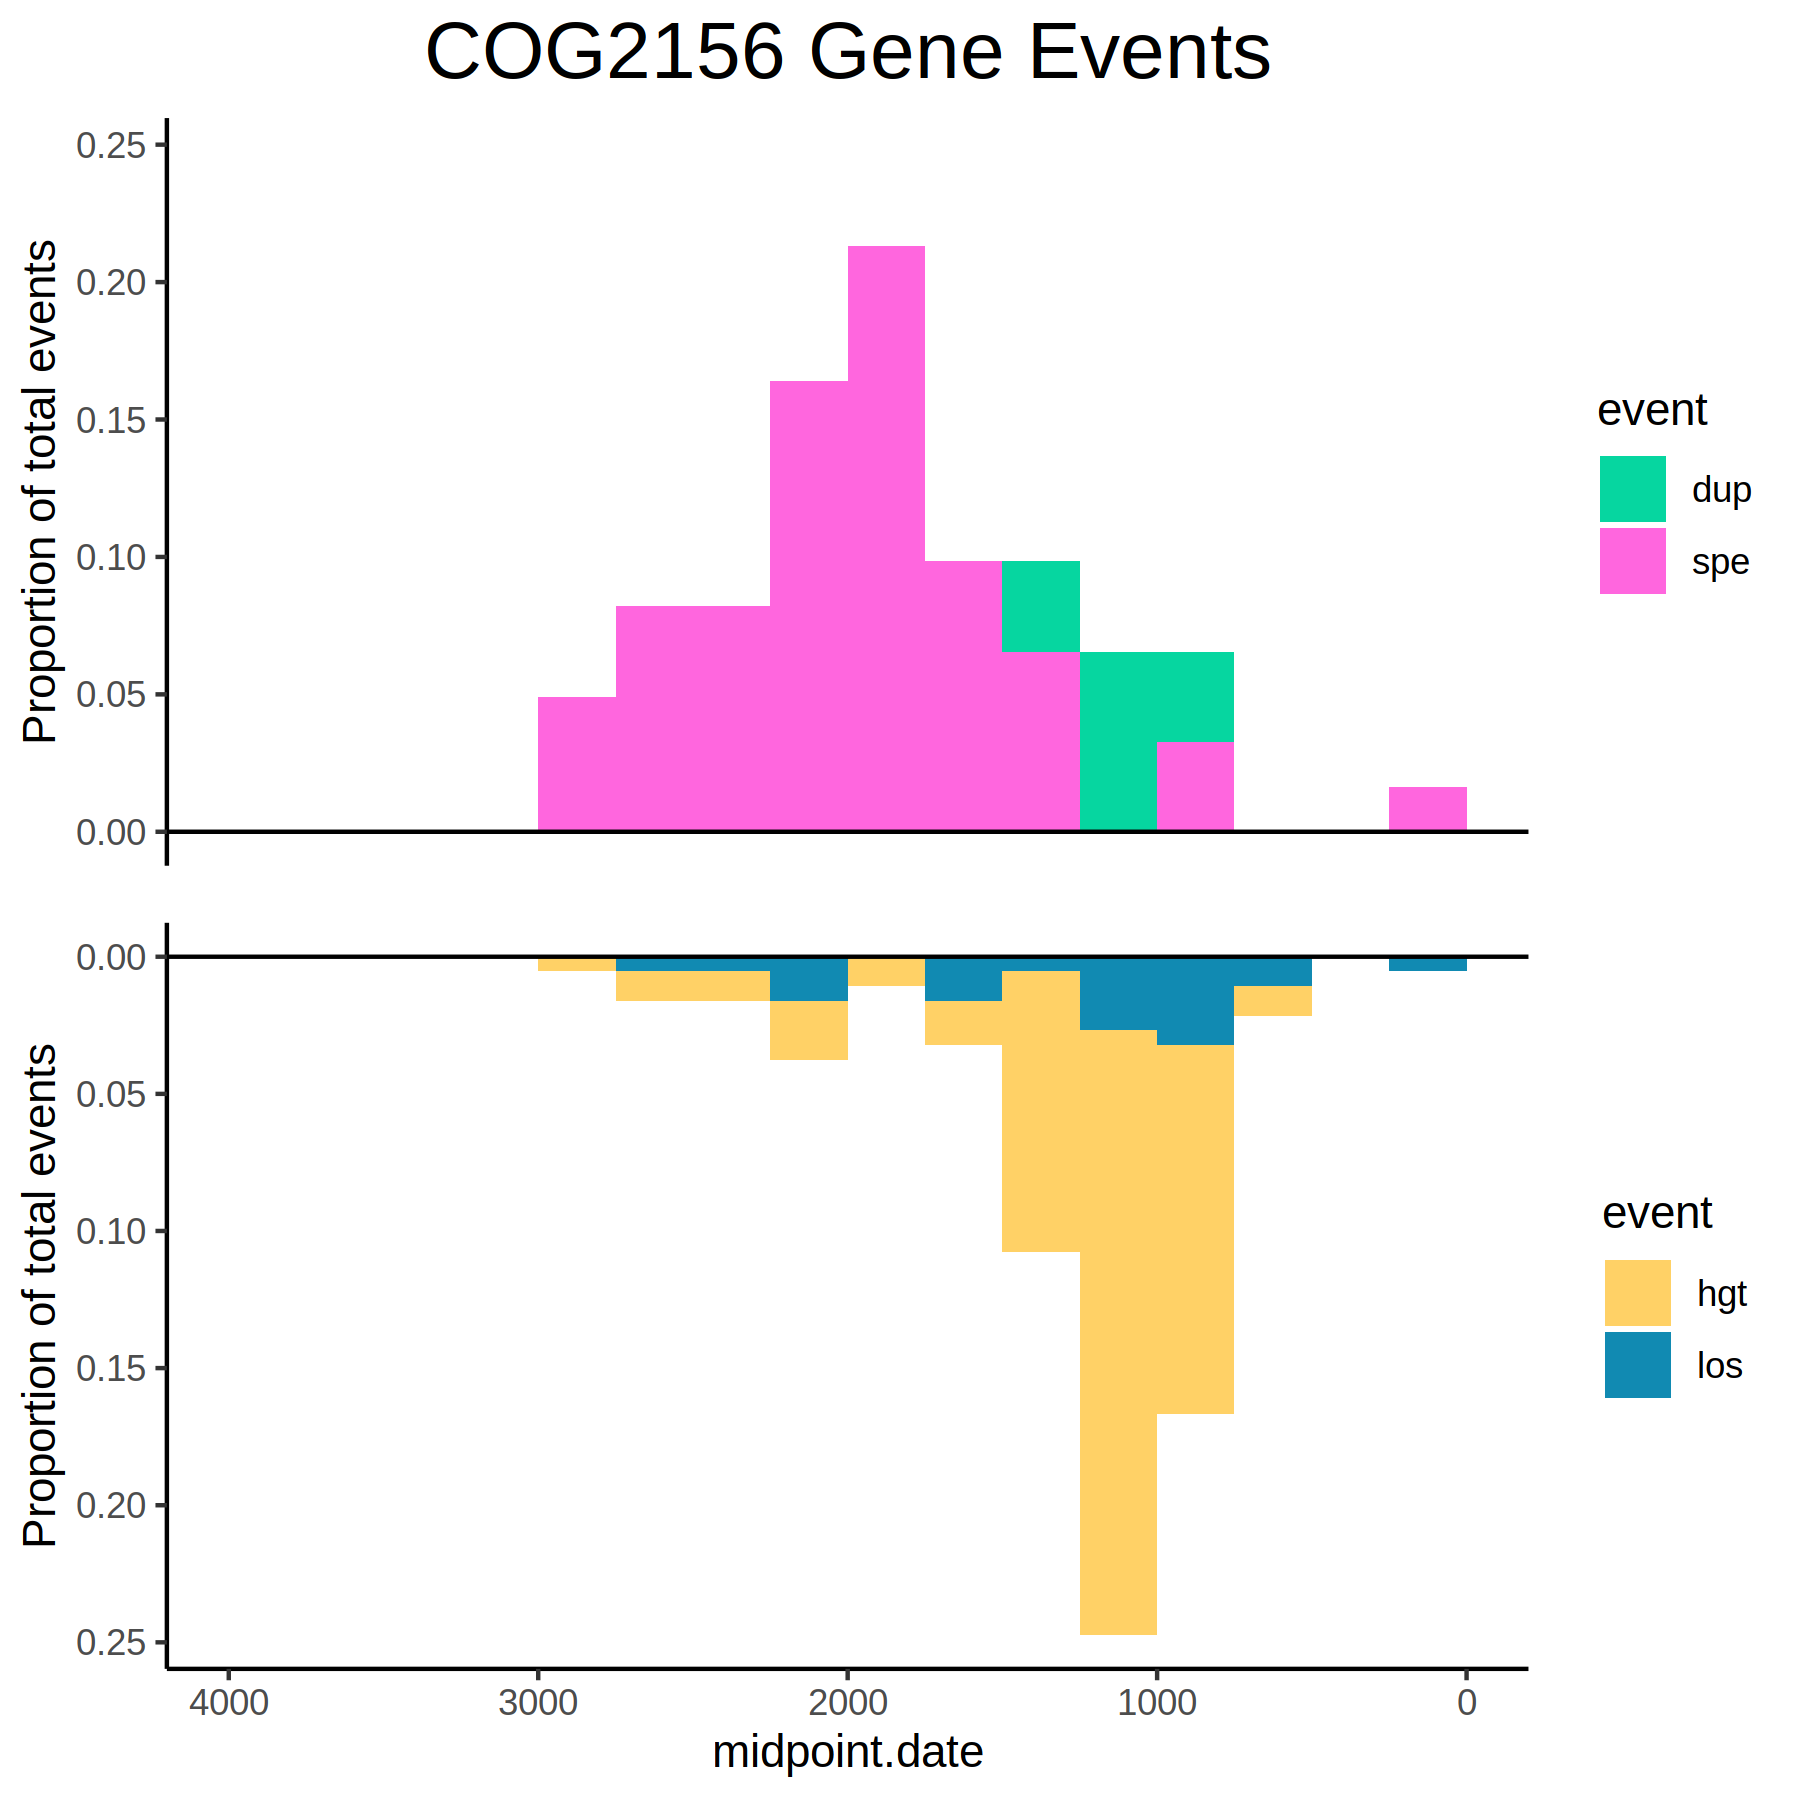 COG2156 Gene Events
Proportion of total events
0.25
0.20
0.15
0.10
0.05
0.00
event
dup
spe
Proportion of total events
0.00
0.05
0.10
0.15
0.20
0.25
event
hgt
los
4000 3000 2000 1000 0
midpoint.date